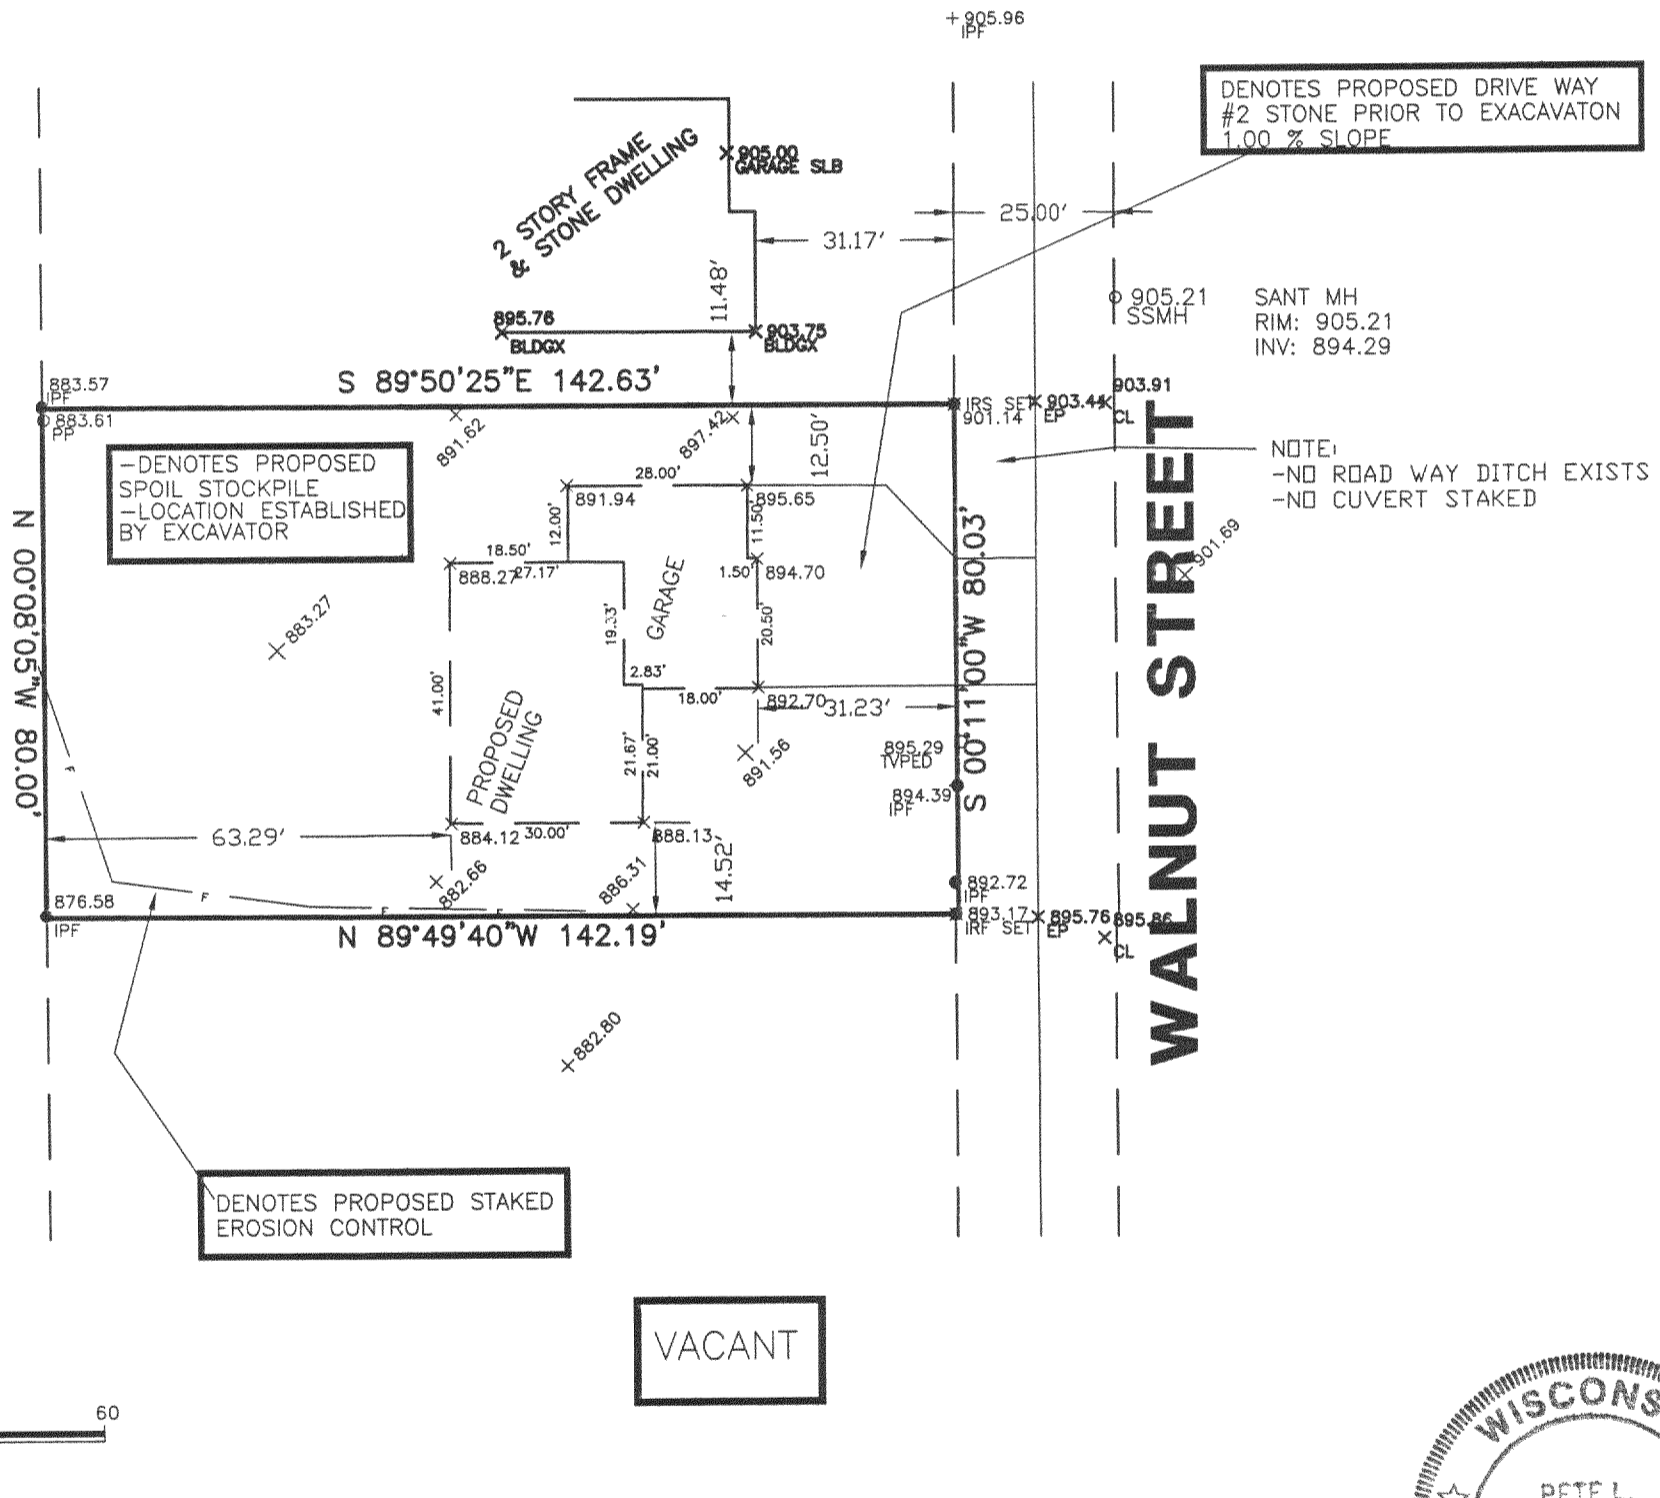 + 905.96
IPF
DENOTES PROPOSED DRIVE WAY
#2 STONE PRIOR TO EXACAVATON
1.00 % SLOPE
2 STORY FRAME
& STONE DWELLING
905.00
GARAGE SLB
25.00'
31.17'
11.48'
895.76
BLDGX
903.75
BLDGX
905.21
SSMH
SANT MH
RIM: 905.21
INV: 894.29
S 89°50'25"E 142.63'
883.57
IPF
883.61
PP
891.62
897.42
12.50'
IRS SET
901.14
903.44
EP
903.91
CL
NOTE:
-NO ROAD WAY DITCH EXISTS
-NO CUVERT STAKED
-DENOTES PROPOSED
SPOIL STOCKPILE
-LOCATION ESTABLISHED
BY EXCAVATOR
28.00'
891.94
895.65
12.00'
11.50'
18.50'
888.27
27.17'
1.50'
894.70
GARAGE
19.33'
20.50'
901.69
N 00°08'05"W 80.00'
883.27
41.00'
2.83'
18.00'
892.70
31.23'
S 00°11'00"W 80.03'
WALNUT STREET
PROPOSED
DWELLING
21.67'
21.00'
891.56
895.29
TVPED
894.39
IPF
63.29'
884.12
30.00'
888.13
14.52'
882.66
886.31
892.72
IPF
F
F
F
876.58
IPF
893.17
IRF SET
895.76
EP
895.86
CL
N 89°49'40"W 142.19'
882.80
DENOTES PROPOSED STAKED
EROSION CONTROL
VACANT
60
WISCONS
PETE L.